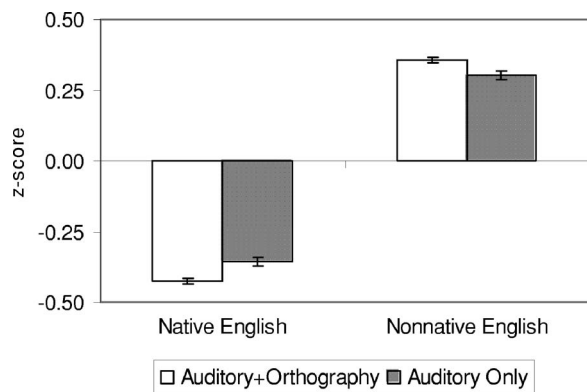 0.50
0.25
0.00
-0.25
-0.50
z-score
Native English
Nonnative English
Auditory+Orthography
Auditory Only